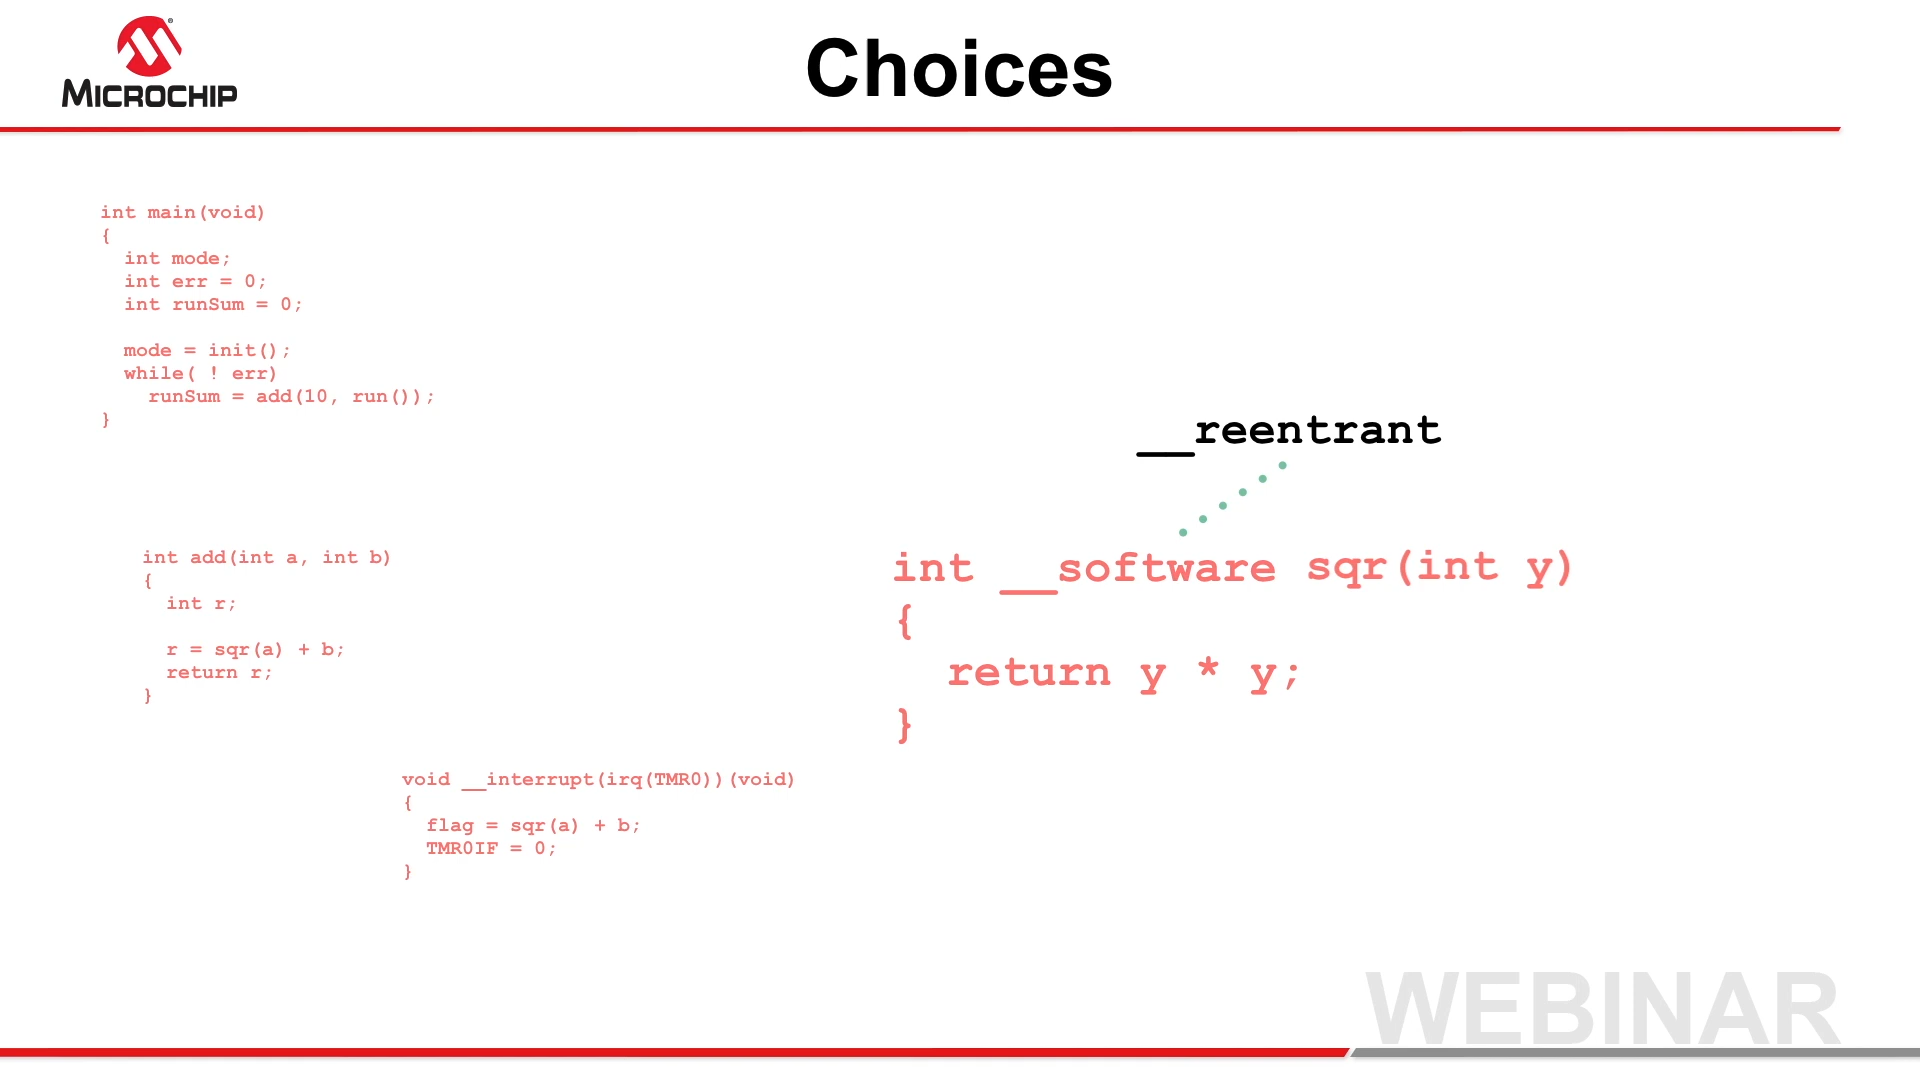 MICROCHIP
Choices
int main(void)
{
  int mode;
  int err = 0;
  int runSum = 0;
  mode = init();
  while( ! err)
    runSum = add(10, run());
}
int add(int a, int b)
{
  int r;
  r = sqr(a) + b;
  return r;
}
void __interrupt(irq(TMR0))(void)
{
  flag = sqr(a) + b;
  TMR0IF = 0;
}
__reentrant
int __software sqr(int y)
{
  return y * y;
}
WEBINAR